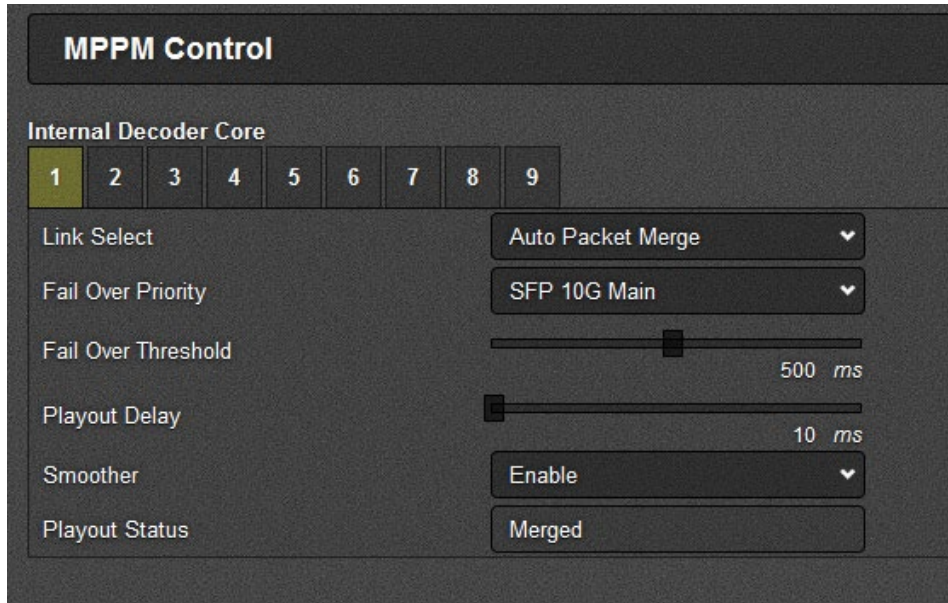 MPPM Control
Internal Decoder Core
1 2 3 4 5 6 7 8 9
Link Select Auto Packet Merge
Fail Over Priority SFP 10G Main
Fail Over Threshold
500 ms
Playout Delay
10 ms
Smoother Enable
Playout Status Merged